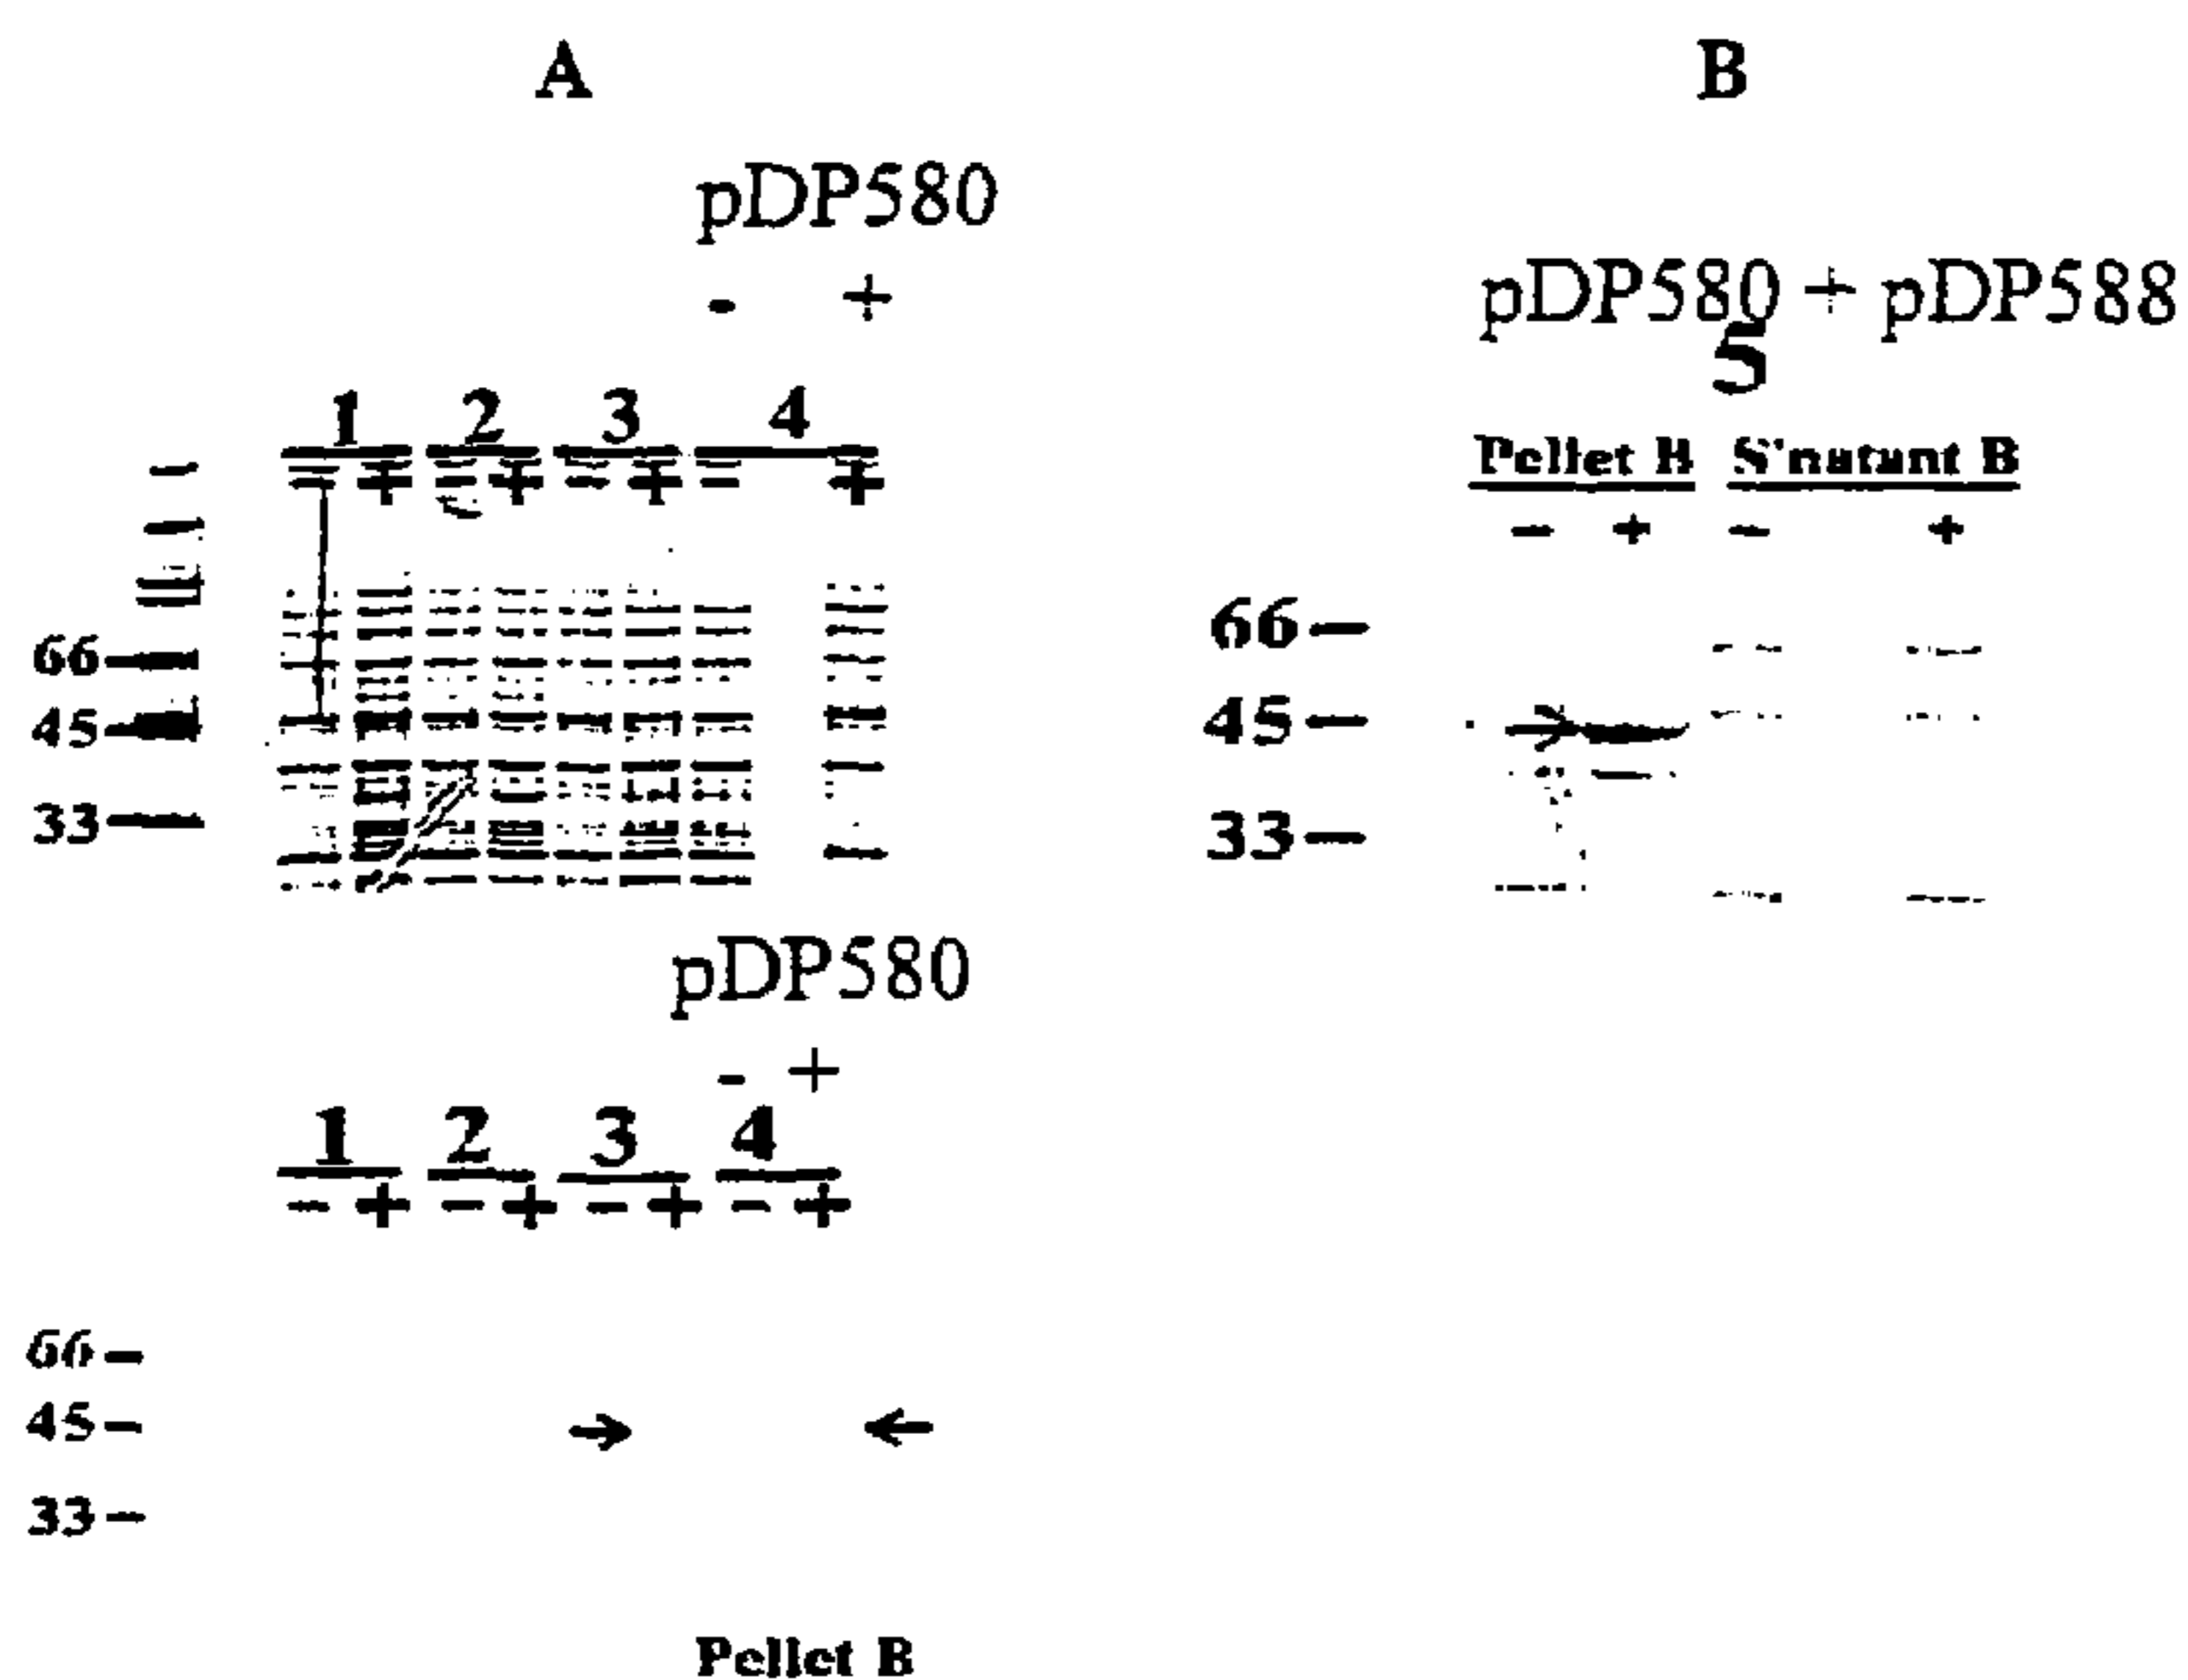 A
pDP580
- +
1 2 3 4
- + - + - + - +
66
45
33
pDP580
- +
1 2 3 4
- + - + - + - +
66
45
33
Pellet B
B
pDP580 + pDP588
5
Pellet B S'natant B
- + - +
66
45
33